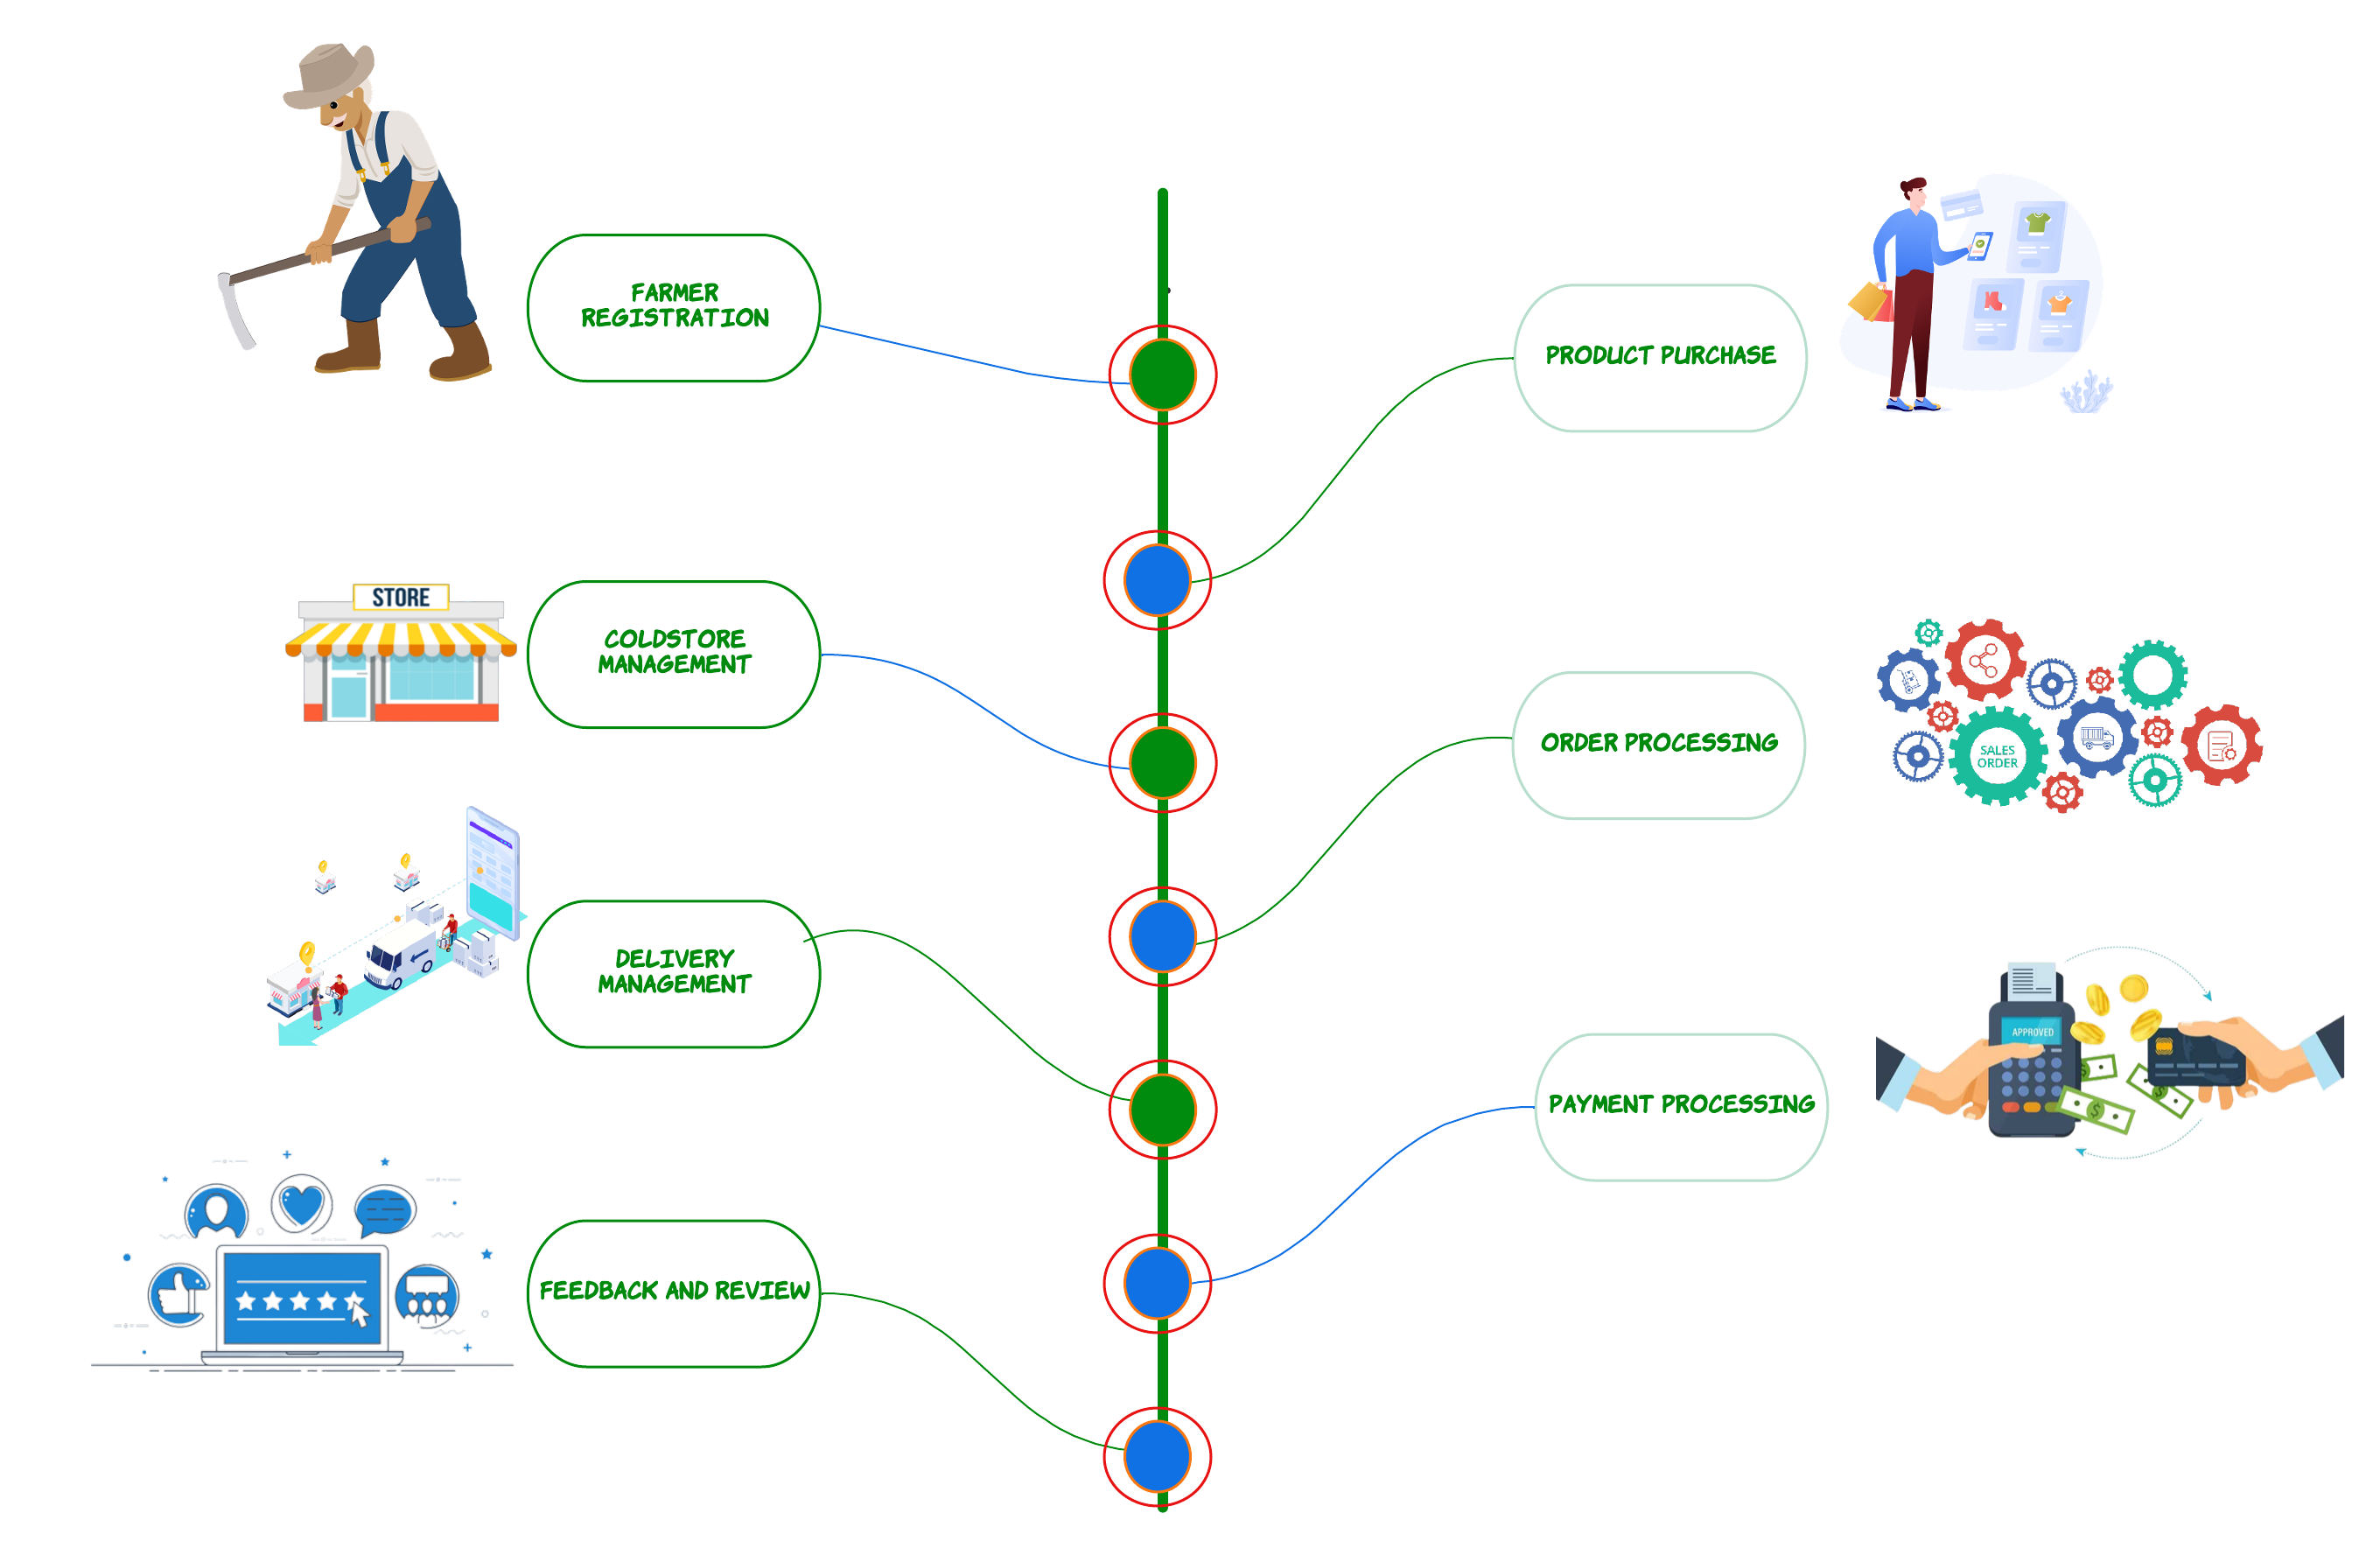 FARMER
REGISTRATION
PRODUCT PURCHASE
STORE
COLDSTORE
MANAGEMENT
ORDER PROCESSING
SALES
ORDER
DELIVERY
MANAGEMENT
APPROVED
PAYMENT PROCESSING
FEEDBACK AND REVIEW